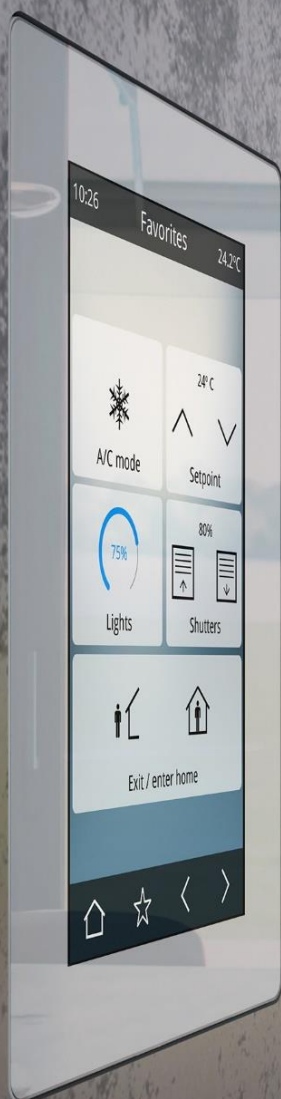 10:26
Favorites
24.2°C
A/C mode
24° C
Setpoint
75%
Lights
80%
Shutters
Exit / enter home